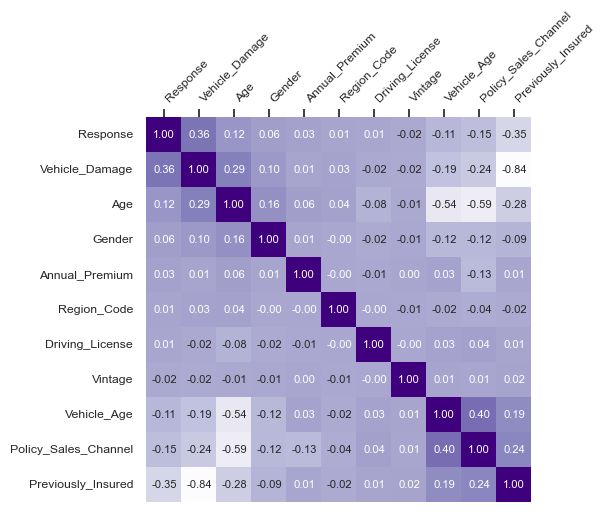 Response Vehicle_Damage Age Gender Annual_Premium Region_Code Driving_License Vintage Vehicle_Age Policy_Sales_Channel Previously_Insured
Response 1.00 0.36 0.12 0.06 0.03 0.01 0.01 -0.02 -0.11 -0.15 -0.35
Vehicle_Damage 0.36 1.00 0.29 0.10 0.01 0.03 -0.02 -0.02 -0.19 -0.24 -0.84
Age 0.12 0.29 1.00 0.16 0.06 0.04 -0.08 -0.01 -0.54 -0.59 -0.28
Gender 0.06 0.10 0.16 1.00 0.01 -0.00 -0.02 -0.01 -0.12 -0.12 -0.09
Annual_Premium 0.03 0.01 0.06 0.01 1.00 -0.00 -0.01 0.00 0.03 -0.13 0.01
Region_Code 0.01 0.03 0.04 -0.00 -0.00 1.00 -0.00 -0.01 -0.02 -0.04 -0.02
Driving_License 0.01 -0.02 -0.08 -0.02 -0.01 -0.00 1.00 -0.00 0.03 0.04 0.01
Vintage -0.02 -0.02 -0.01 -0.01 0.00 -0.01 -0.00 1.00 0.01 0.01 0.02
Vehicle_Age -0.11 -0.19 -0.54 -0.12 0.03 -0.02 0.03 0.01 1.00 0.40 0.19
Policy_Sales_Channel -0.15 -0.24 -0.59 -0.12 -0.13 -0.04 0.04 0.01 0.40 1.00 0.24
Previously_Insured -0.35 -0.84 -0.28 -0.09 0.01 -0.02 0.01 0.02 0.19 0.24 1.00